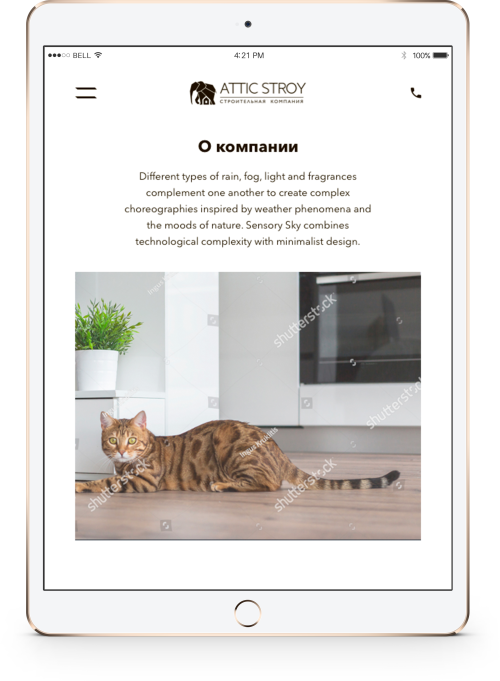 BELL
4:21 PM
100%
ATTIC STROY
СТРОИТЕЛЬНАЯ КОМПАНИЯ
О компании
Different types of rain, fog, light and fragrances
complement one another to create complex
choreographies inspired by weather phenomena and
the moods of nature. Sensory Sky combines
technological complexity with minimalist design.
shutterstock
shutterstock
shutterstock
shutterstock